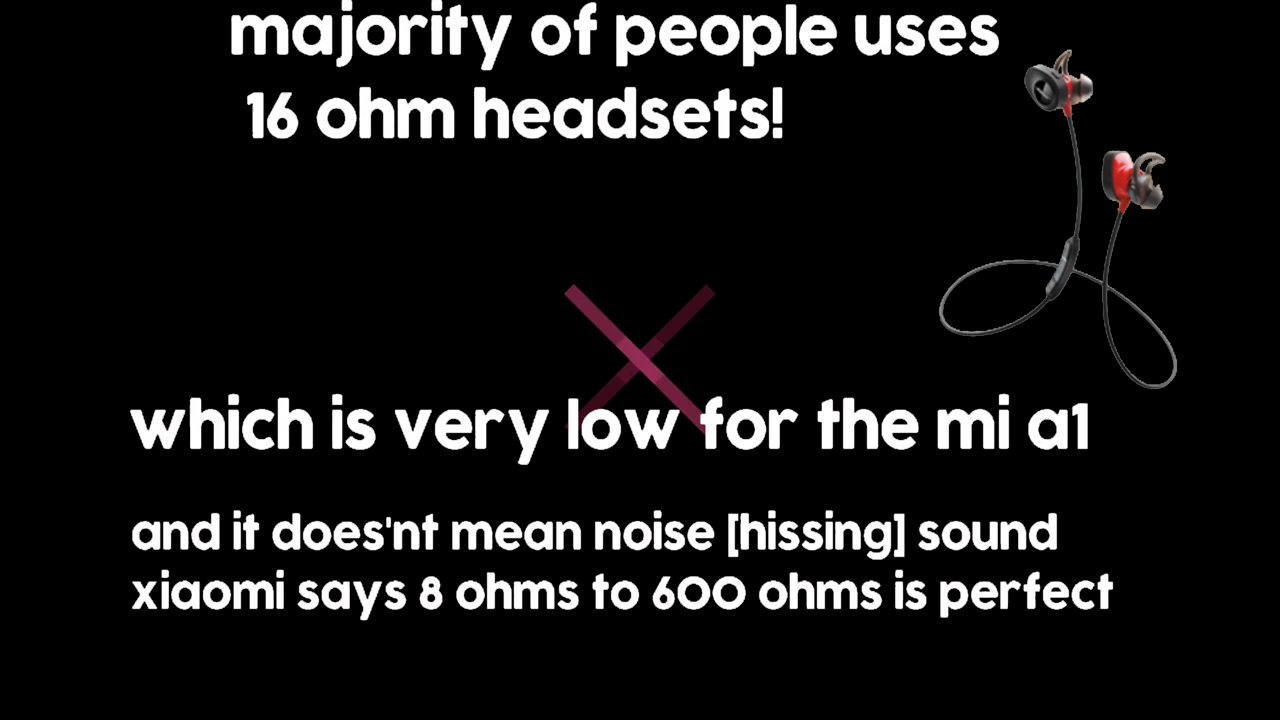 majority of people uses
16 ohm headsets!
which is very low for the mi a1
and it does'nt mean noise [hissing] sound
xiaomi says 8 ohms to 600 ohms is perfect